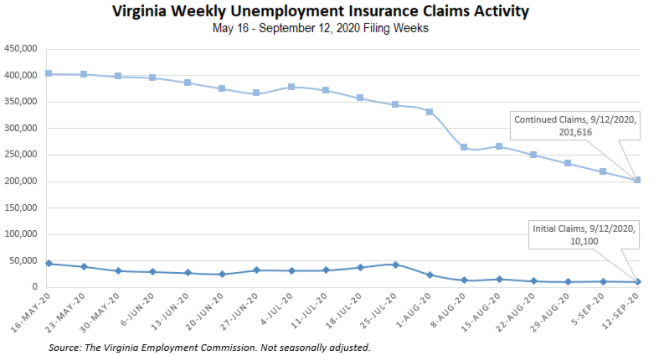 Virginia Weekly Unemployment Insurance Claims Activity
May 16 - September 12, 2020 Filing Weeks
450,000
400,000
350,000
300,000
250,000
200,000
150,000
100,000
50,000
0
Continued Claims, 9/12/2020,
201,616
Initial Claims, 9/12/2020,
10,100
16-MAY-20
23-MAY-20
30-MAY-20
6-JUN-20
13-JUN-20
20-JUN-20
27-JUN-20
4-JUL-20
11-JUL-20
18-JUL-20
25-JUL-20
1-AUG-20
8-AUG-20
15-AUG-20
22-AUG-20
29-AUG-20
5-SEP-20
12-SEP-20
Source: The Virginia Employment Commission. Not seasonally adjusted.